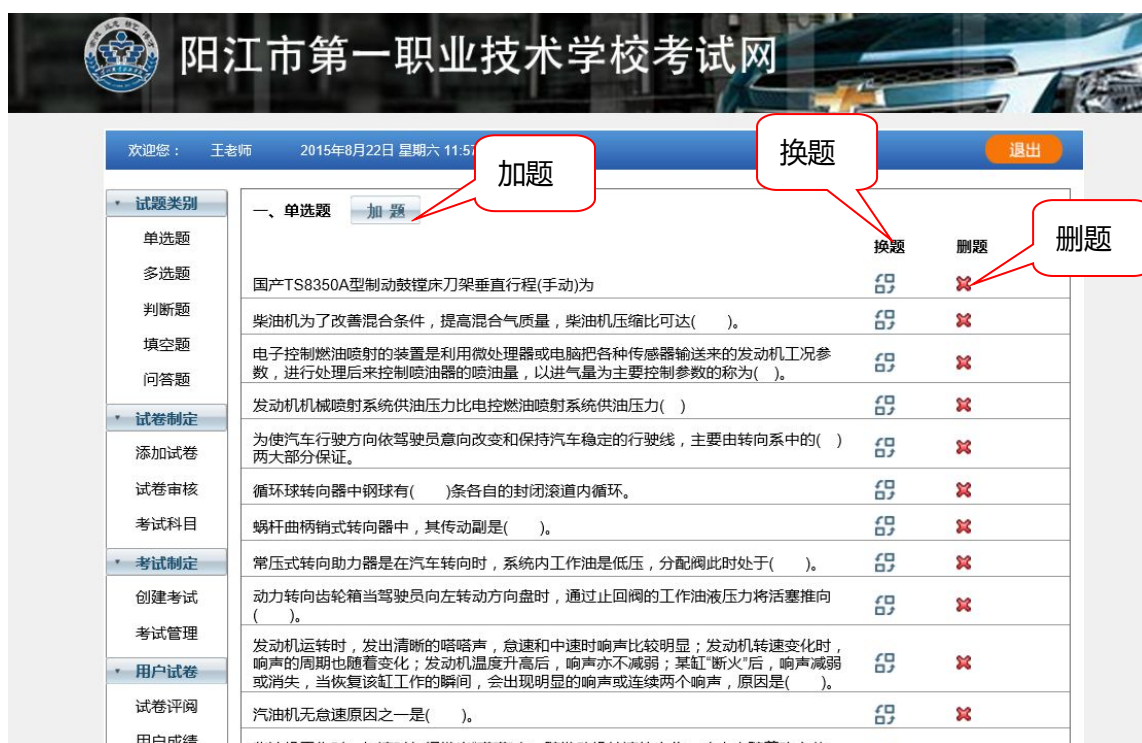 阳江市第一职业技术学校考试网
欢迎您： 王老师 2015年8月22日 星期六 11:57
加题
换题
退出
删题
试题类别
单选题
多选题
判断题
填空题
问答题
试卷制定
添加试卷
试卷审核
考试科目
考试制定
创建考试
考试管理
用户试卷
试卷评阅
用户成绩
一、单选题 加 题
换题 删题
国产TS8350A型制动鼓镗床刀架垂直行程(手动)为
柴油机为了改善混合条件，提高混合气质量，柴油机压缩比可达( )。
电子控制燃油喷射的装置是利用微处理器或电脑把各种传感器输送来的发动机工况参
数，进行处理后来控制喷油器的喷油量，以进气量为主要控制参数的称为( )。
发动机机械喷射系统供油压力比电控燃油喷射系统供油压力( )
为使汽车行驶方向依驾驶员意向改变和保持汽车稳定的行驶线，主要由转向系中的( )
两大部分保证。
循环球转向器中钢球有( )条各自的封闭滚道内循环。
蜗杆曲柄销式转向器中，其传动副是( )。
常压式转向助力器是在汽车转向时，系统内工作油是低压，分配阀此时处于( )。
动力转向齿轮箱当驾驶员向左转动方向盘时，通过止回阀的工作油液压力将活塞推向
( )。
发动机运转时，发出清晰的嗒嗒声，怠速和中速时响声比较明显；发动机转速变化时，
响声的周期也随着变化；发动机温度升高后，响声亦不减弱；某缸"断火"后，响声减弱
或消失，当恢复该缸工作的瞬间，会出现明显的响声或连续两个响声，原因是( )。
汽油机无怠速原因之一是( )。